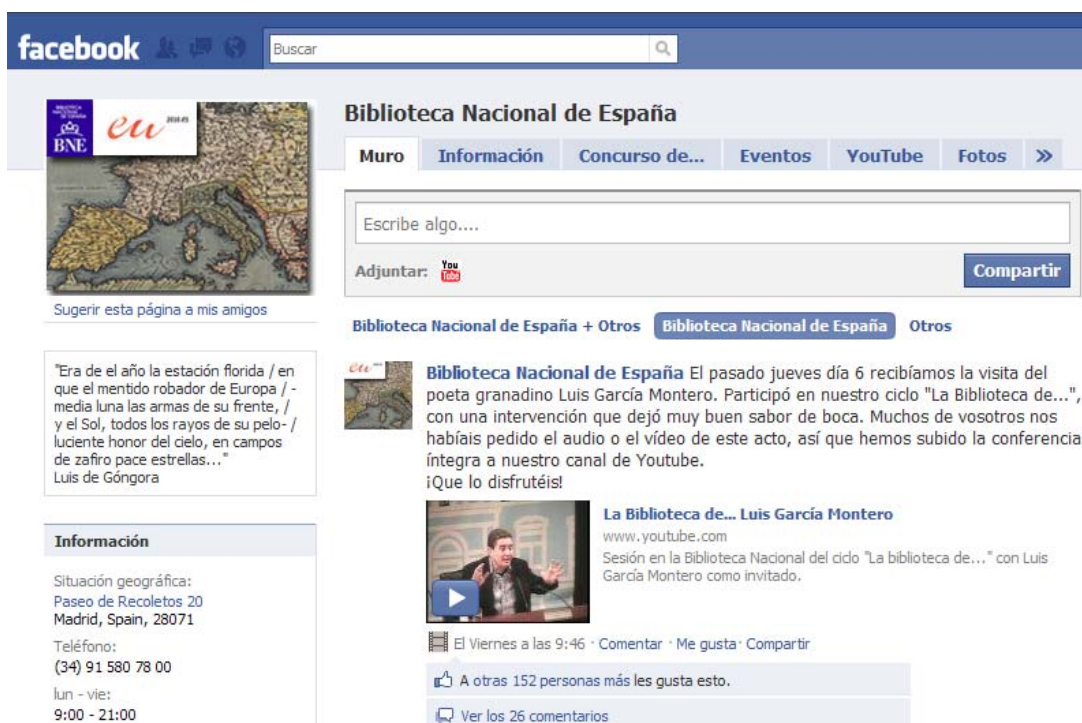 facebook
Buscar
BIBLIOTECA
NACIONAL
DE ESPAÑA
BNE
eu
Biblioteca Nacional de España
Muro Información Concurso de... Eventos YouTube Fotos »
Escribe algo....
Adjuntar: You Tube Compartir
Sugerir esta página a mis amigos
Biblioteca Nacional de España + Otros Biblioteca Nacional de España Otros
"Era de el año la estación florida / en
que el mentido robador de Europa / -
media luna las armas de su frente, /
y el Sol, todos los rayos de su pelo- /
luciente honor del cielo, en campos
de zafiro pace estrellas..."
Luis de Góngora
Información
Situación geográfica:
Paseo de Recoletos 20
Madrid, Spain, 28071
Teléfono:
(34) 91 580 78 00
lun - vie:
9:00 - 21:00
eu
Biblioteca Nacional de España El pasado jueves día 6 recibíamos la visita del
poeta granadino Luis García Montero. Participó en nuestro ciclo "La Biblioteca de...",
con una intervención que dejó muy buen sabor de boca. Muchos de vosotros nos
habíais pedido el audio o el vídeo de este acto, así que hemos subido la conferencia
íntegra a nuestro canal de Youtube.
¡Que lo disfrutéis!
La Biblioteca de... Luis García Montero
www.youtube.com
Sesión en la Biblioteca Nacional del ciclo "La biblioteca de..." con Luis
García Montero como invitado.
El Viernes a las 9:46 · Comentar · Me gusta · Compartir
A otras 152 personas más les gusta esto.
Ver los 26 comentarios